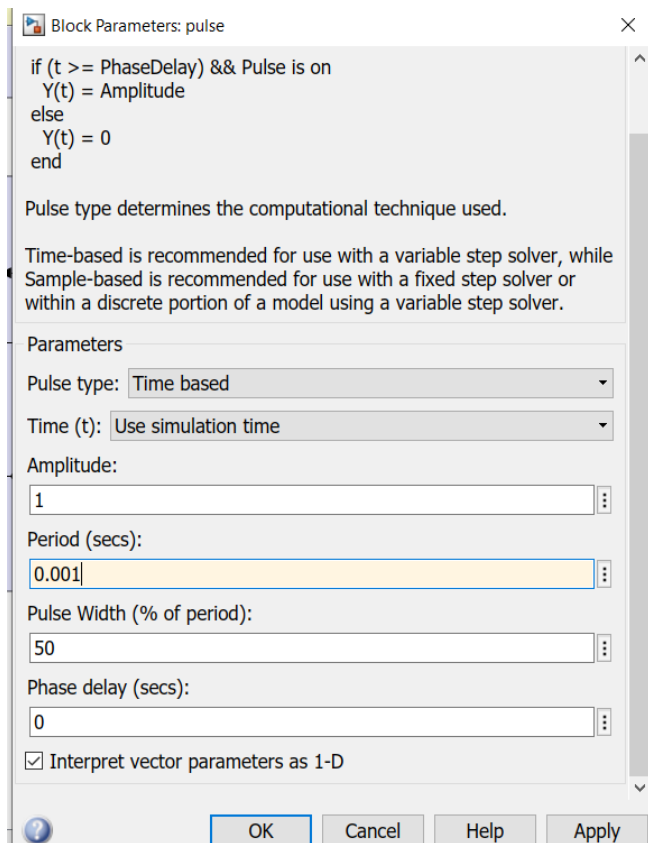 Block Parameters: pulse
if (t >= PhaseDelay) && Pulse is on
Y(t) = Amplitude
else
Y(t) = 0
end
Pulse type determines the computational technique used.
Time-based is recommended for use with a variable step solver, while
Sample-based is recommended for use with a fixed step solver or
within a discrete portion of a model using a variable step solver.
Parameters
Pulse type: Time based
Time (t): Use simulation time
Amplitude:
1
Period (secs):
0.001
Pulse Width (% of period):
50
Phase delay (secs):
0
Interpret vector parameters as 1-D
OK Cancel Help Apply